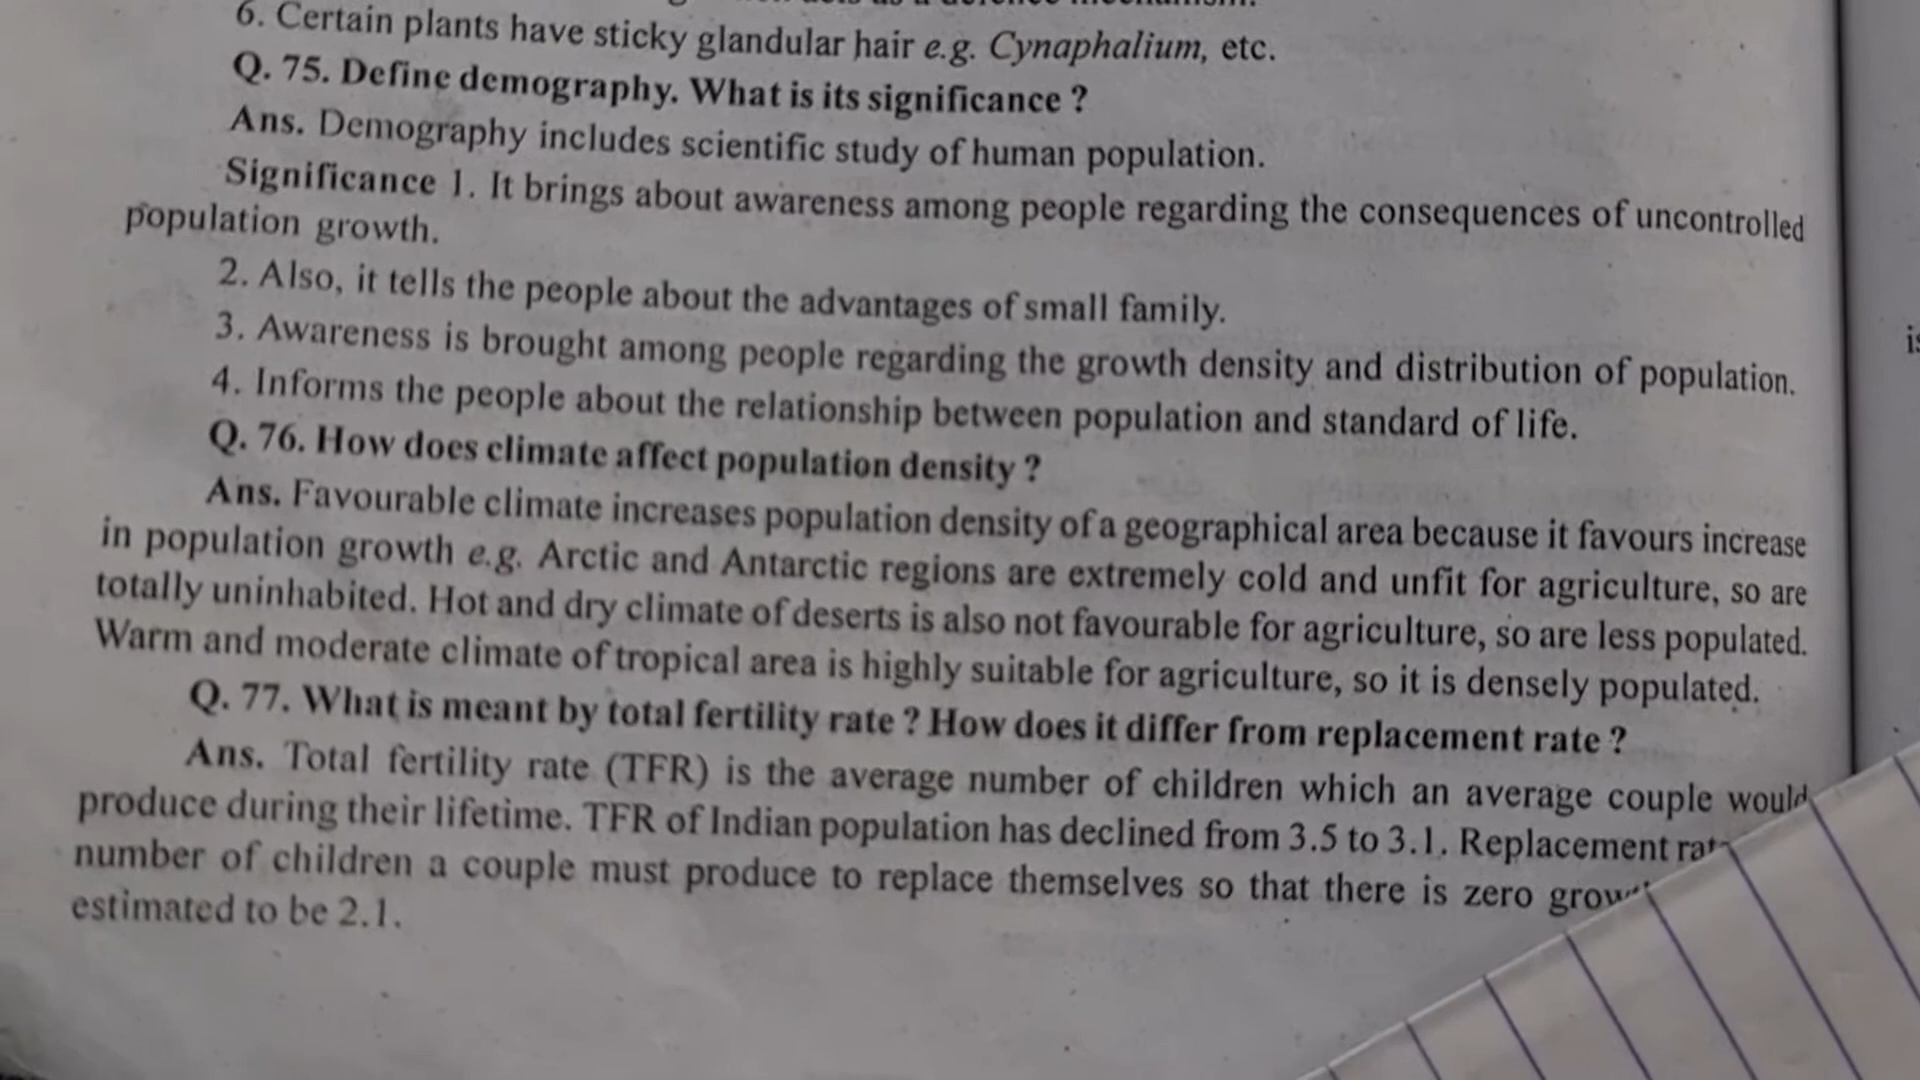 6. Certain plants have sticky glandular hair e.g. Cynaphalium, etc.
Q. 75. Define demography. What is its significance ?
Ans. Demography includes scientific study of human population.
Significance 1. It brings about awareness among people regarding the consequences of uncontrolled
population growth.
2. Also, it tells the people about the advantages of small family.
3. Awareness is brought among people regarding the growth density and distribution of population.
4. Informs the people about the relationship between population and standard of life.
Q. 76. How does climate affect population density ?
Ans. Favourable climate increases population density of a geographical area because it favours increase
in population growth e.g. Arctic and Antarctic regions are extremely cold and unfit for agriculture, so are
totally uninhabited. Hot and dry climate of deserts is also not favourable for agriculture, so are less populated.
Warm and moderate climate of tropical area is highly suitable for agriculture, so it is densely populated.
Q. 77. What is meant by total fertility rate ? How does it differ from replacement rate ?
Ans. Total fertility rate (TFR) is the average number of children which an average couple would
produce during their lifetime. TFR of Indian population has declined from 3.5 to 3.1. Replacement
number of children a couple must produce to replace themselves so that there is zero
estimated to be 2.1.